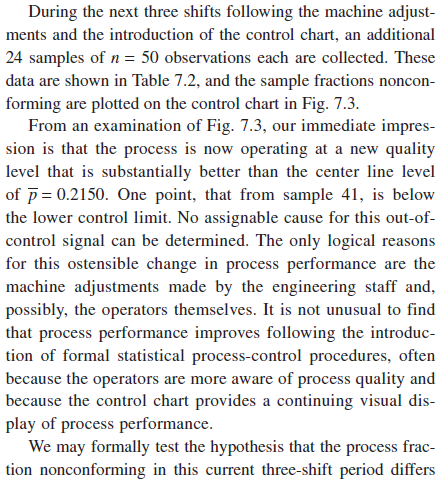 During the next three shifts following the machine adjust-
ments and the introduction of the control chart, an additional
24 samples of n = 50 observations each are collected. These
data are shown in Table 7.2, and the sample fractions noncon-
forming are plotted on the control chart in Fig. 7.3.
From an examination of Fig. 7.3, our immediate impres-
sion is that the process is now operating at a new quality
level that is substantially better than the center line level
of p̅ = 0.2150. One point, that from sample 41, is below
the lower control limit. No assignable cause for this out-of-
control signal can be determined. The only logical reasons
for this ostensible change in process performance are the
machine adjustments made by the engineering staff and,
possibly, the operators themselves. It is not unusual to find
that process performance improves following the introduc-
tion of formal statistical process-control procedures, often
because the operators are more aware of process quality and
because the control chart provides a continuing visual dis-
play of process performance.
We may formally test the hypothesis that the process frac-
tion nonconforming in this current three-shift period differs